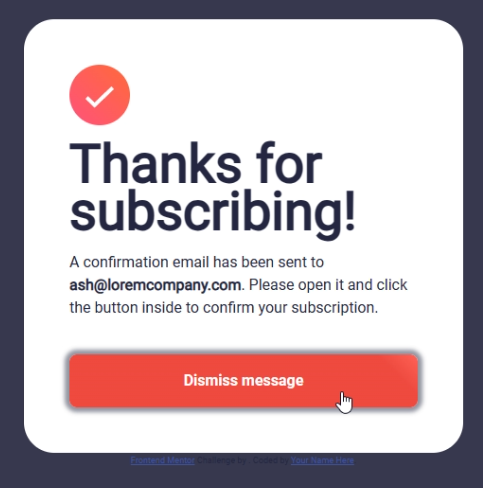 Thanks for
subscribing!
A confirmation email has been sent to
ash@loremcompany.com. Please open it and click
the button inside to confirm your subscription.
Dismiss message
Frontend Mentor Challenge by . Coded by Your Name Here